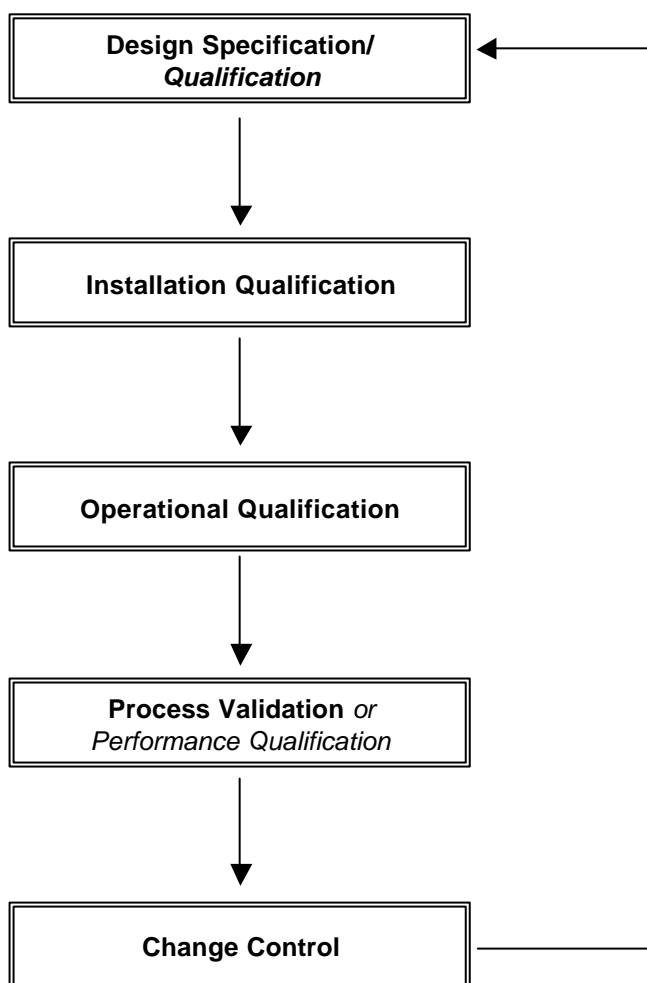 Design Specification/
Qualification
Installation Qualification
Operational Qualification
Process Validation or
Performance Qualification
Change Control